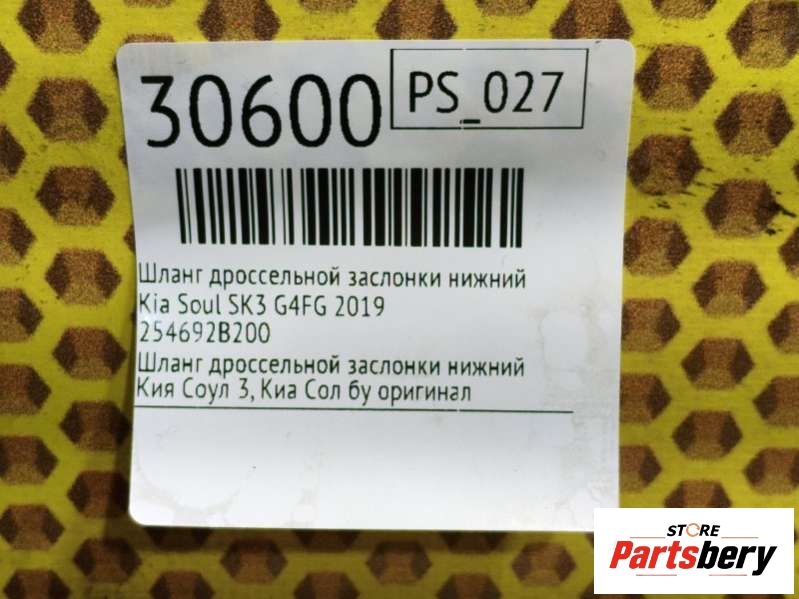 30600
PS_027
Шланг дроссельной заслонки нижний
Kia Soul SK3 G4FG 2019
254692B200
Шланг дроссельной заслонки нижний
Кия Соул 3, Киа Сол бу оригинал
STORE
Partsbery